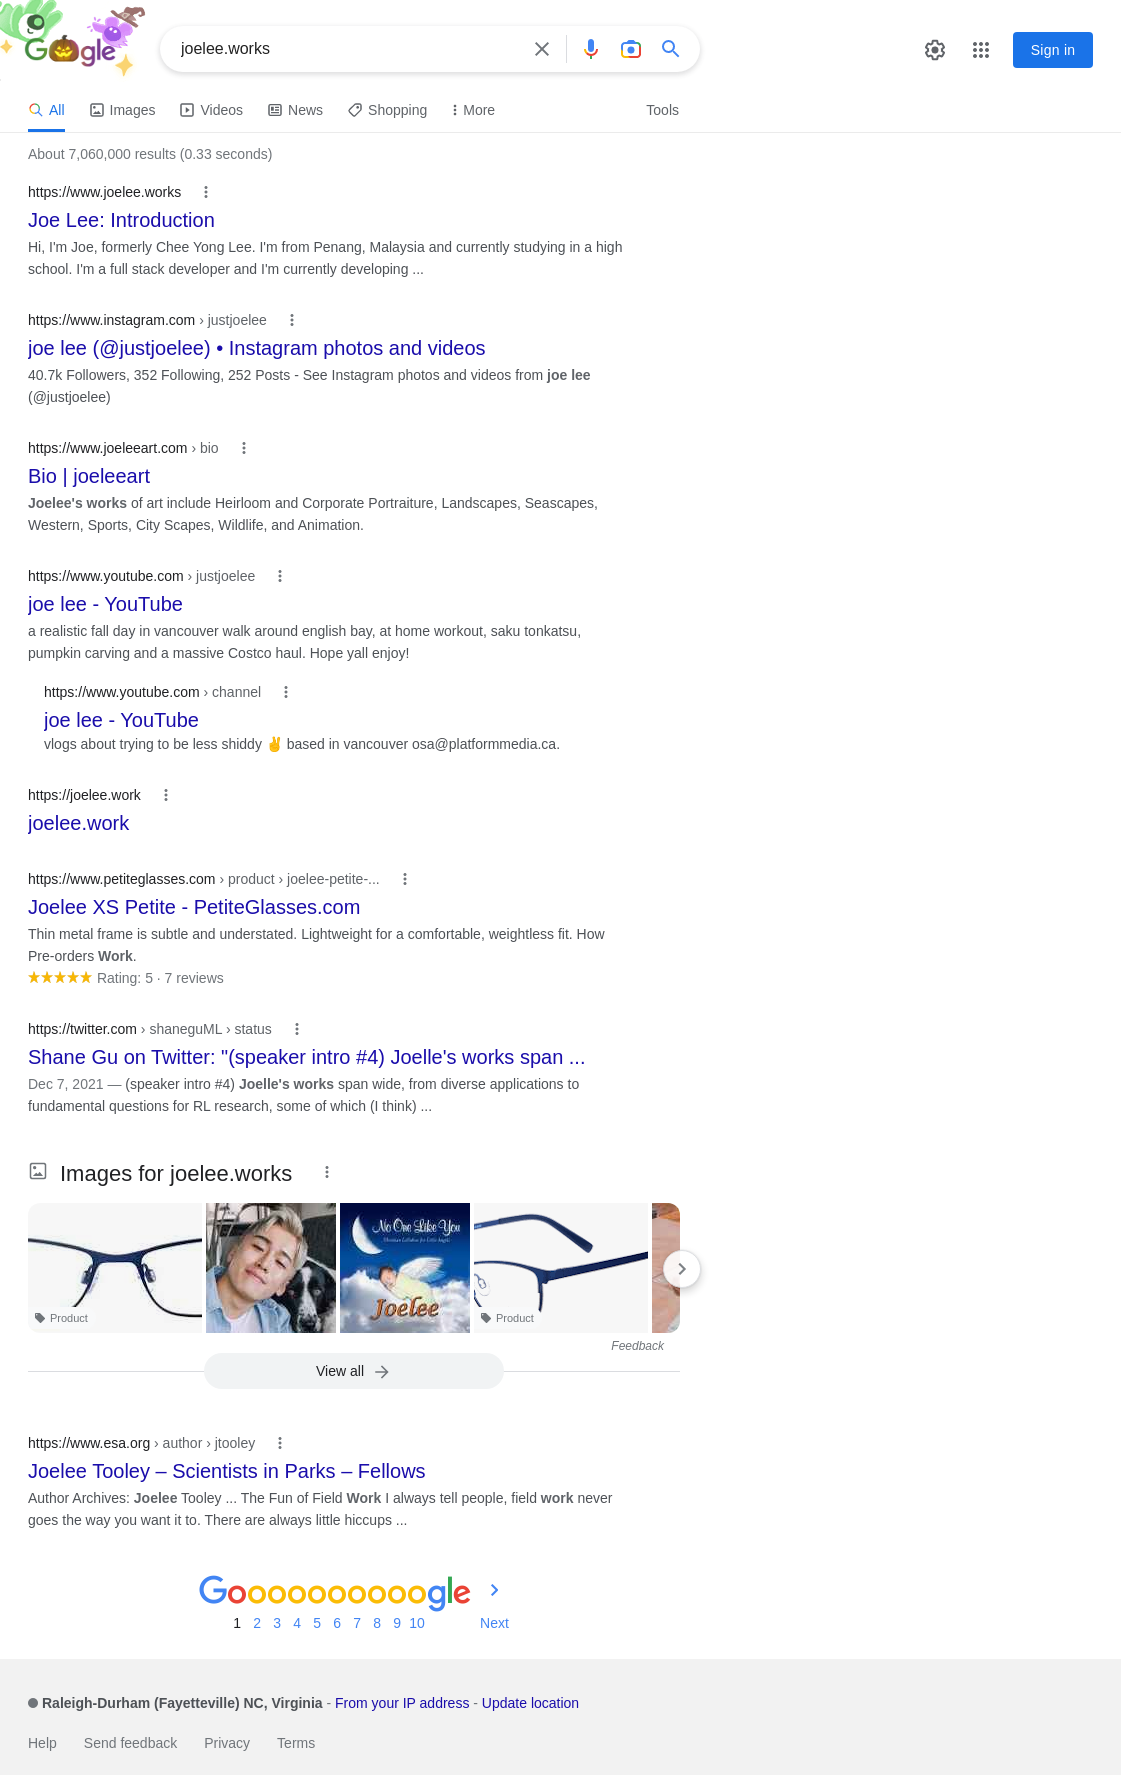 Google
joelee.works
Sign in
All Images Videos News Shopping More Tools
About 7,060,000 results (0.33 seconds)
https://www.joelee.works
Joe Lee: Introduction
Hi, I'm Joe, formerly Chee Yong Lee. I'm from Penang, Malaysia and currently studying in a high
school. I'm a full stack developer and I'm currently developing ...
https://www.instagram.com › justjoelee
joe lee (@justjoelee) • Instagram photos and videos
40.7k Followers, 352 Following, 252 Posts - See Instagram photos and videos from joe lee
(@justjoelee)
https://www.joeleeart.com › bio
Bio | joeleeart
Joelee's works of art include Heirloom and Corporate Portraiture, Landscapes, Seascapes,
Western, Sports, City Scapes, Wildlife, and Animation.
https://www.youtube.com › justjoelee
joe lee - YouTube
a realistic fall day in vancouver walk around english bay, at home workout, saku tonkatsu,
pumpkin carving and a massive Costco haul. Hope yall enjoy!
https://www.youtube.com › channel
joe lee - YouTube
vlogs about trying to be less shiddy ✌ based in vancouver osa@platformmedia.ca.
https://joelee.work
joelee.work
https://www.petiteglasses.com › product › joelee-petite-...
Joelee XS Petite - PetiteGlasses.com
Thin metal frame is subtle and understated. Lightweight for a comfortable, weightless fit. How
Pre-orders Work.
Rating: 5 · 7 reviews
https://twitter.com › shaneguML › status
Shane Gu on Twitter: "(speaker intro #4) Joelle's works span ...
Dec 7, 2021 — (speaker intro #4) Joelle's works span wide, from diverse applications to
fundamental questions for RL research, some of which (I think) ...
Images for joelee.works
No One Like You
Christian Lullabies for Little Angels
Joelee
Product
Product
Feedback
View all
https://www.esa.org › author › jtooley
Joelee Tooley – Scientists in Parks – Fellows
Author Archives: Joelee Tooley ... The Fun of Field Work I always tell people, field work never
goes the way you want it to. There are always little hiccups ...
Goooooooooogle
1 2 3 4 5 6 7 8 9 10 Next
Raleigh-Durham (Fayetteville) NC, Virginia - From your IP address - Update location
Help Send feedback Privacy Terms